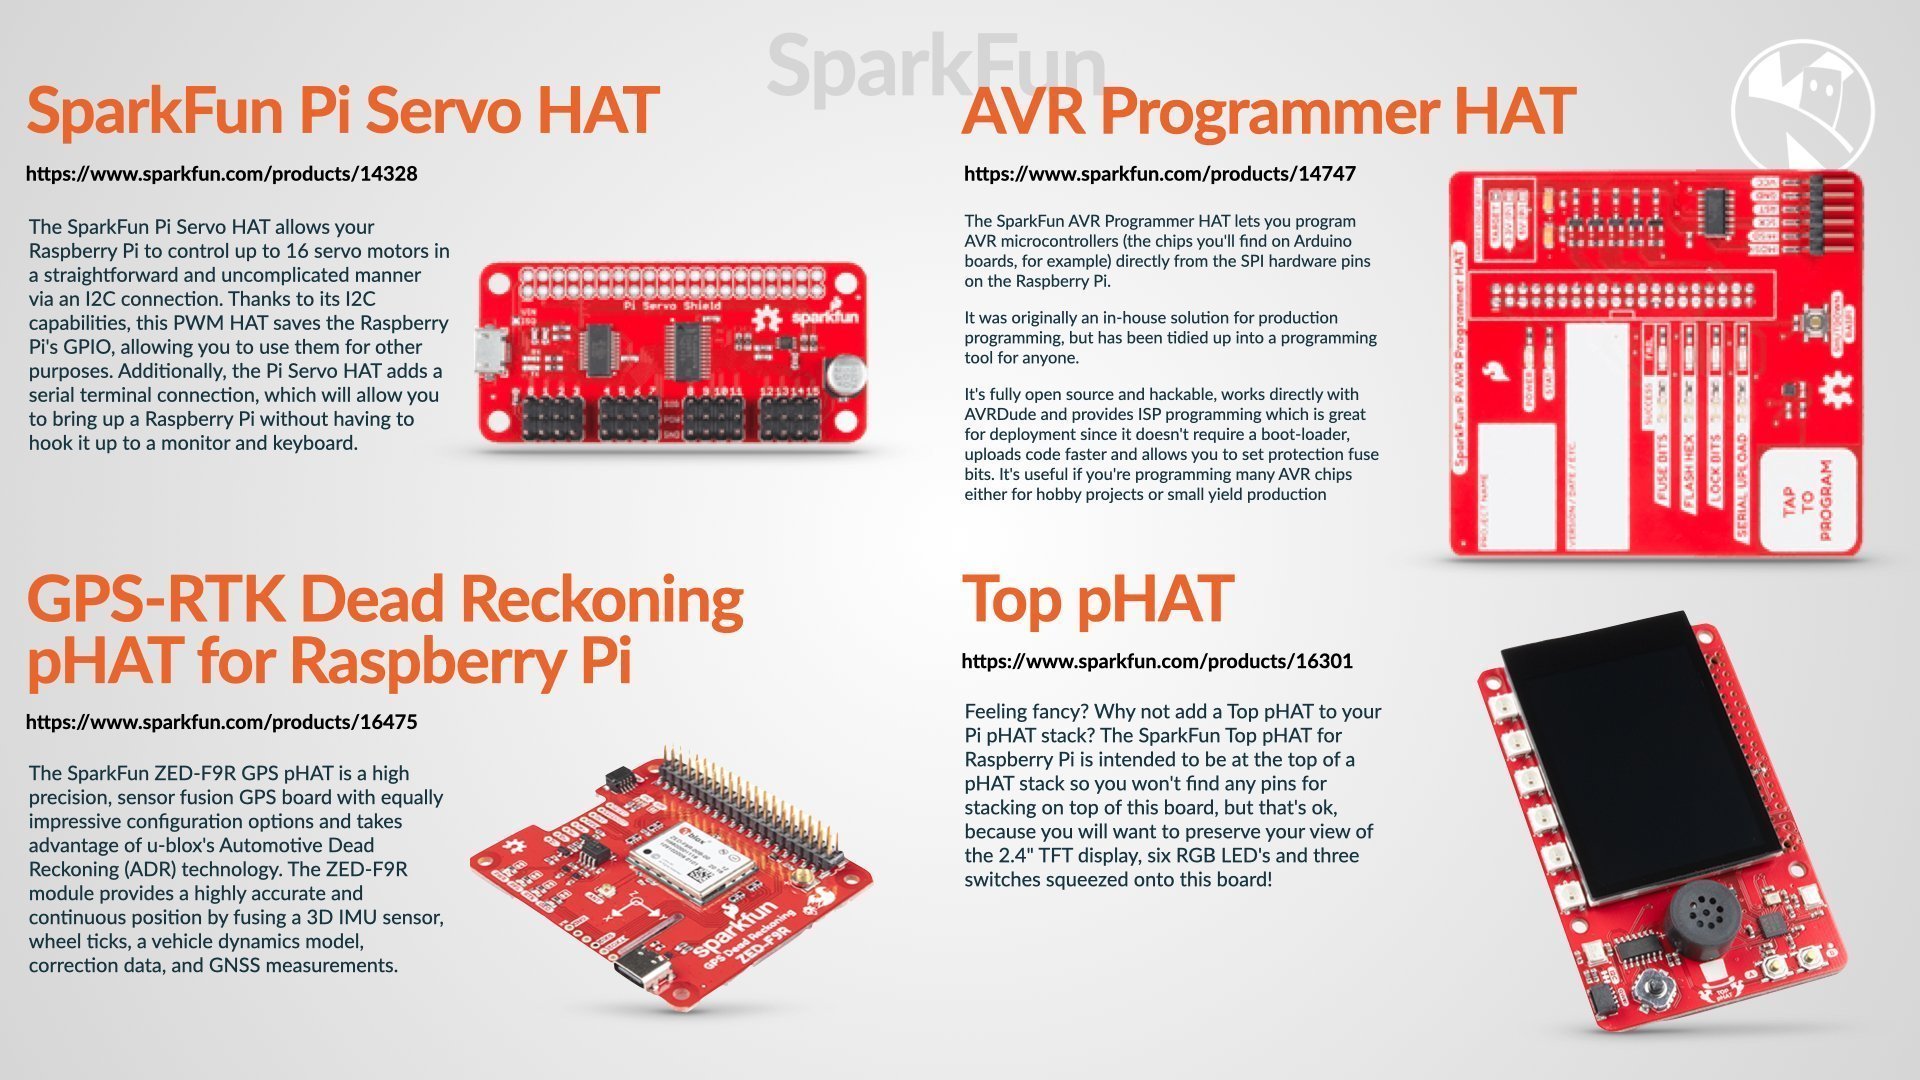 SparkFun
SparkFun Pi Servo HAT
https://www.sparkfun.com/products/14328
The SparkFun Pi Servo HAT allows your
Raspberry Pi to control up to 16 servo motors in
a straightforward and uncomplicated manner
via an I2C connection. Thanks to its I2C
capabilities, this PWM HAT saves the Raspberry
Pi's GPIO, allowing you to use them for other
purposes. Additionally, the Pi Servo HAT adds a
serial terminal connection, which will allow you
to bring up a Raspberry Pi without having to
hook it up to a monitor and keyboard.
Pi Servo Shield
sparkfun
0 1 2 3 4 5 6 7 8 9 10 11 12 13 14 15
AVR Programmer HAT
https://www.sparkfun.com/products/14747
The SparkFun AVR Programmer HAT lets you program
AVR microcontrollers (the chips you'll find on Arduino
boards, for example) directly from the SPI hardware pins
on the Raspberry Pi.
It was originally an in-house solution for production
programming, but has been tidied up into a programming
tool for anyone.
It's fully open source and hackable, works directly with
AVRDude and provides ISP programming which is great
for deployment since it doesn't require a boot-loader,
uploads code faster and allows you to set protection fuse
bits. It's useful if you're programming many AVR chips
either for hobby projects or small yield production
SparkFun Pi AVR Programmer HAT
POWER
STAT
FAIL
SUCCESS
FUSE BITS
FLASH HEX
LOCK BITS
SERIAL UPLOAD
PROJECT NAME
VERSION / DATE / ETC.
TAP
TO
PROGRAM
GPS-RTK Dead Reckoning
pHAT for Raspberry Pi
https://www.sparkfun.com/products/16475
The SparkFun ZED-F9R GPS pHAT is a high
precision, sensor fusion GPS board with equally
impressive configuration options and takes
advantage of u-blox's Automotive Dead
Reckoning (ADR) technology. The ZED-F9R
module provides a highly accurate and
continuous position by fusing a 3D IMU sensor,
wheel ticks, a vehicle dynamics model,
correction data, and GNSS measurements.
sparkfun
GPS Dead Reckoning
ZED-F9R
Top pHAT
https://www.sparkfun.com/products/16301
Feeling fancy? Why not add a Top pHAT to your
Pi pHAT stack? The SparkFun Top pHAT for
Raspberry Pi is intended to be at the top of a
pHAT stack so you won't find any pins for
stacking on top of this board, but that's ok,
because you will want to preserve your view of
the 2.4" TFT display, six RGB LED's and three
switches squeezed onto this board!
TOP
pHAT
A
B